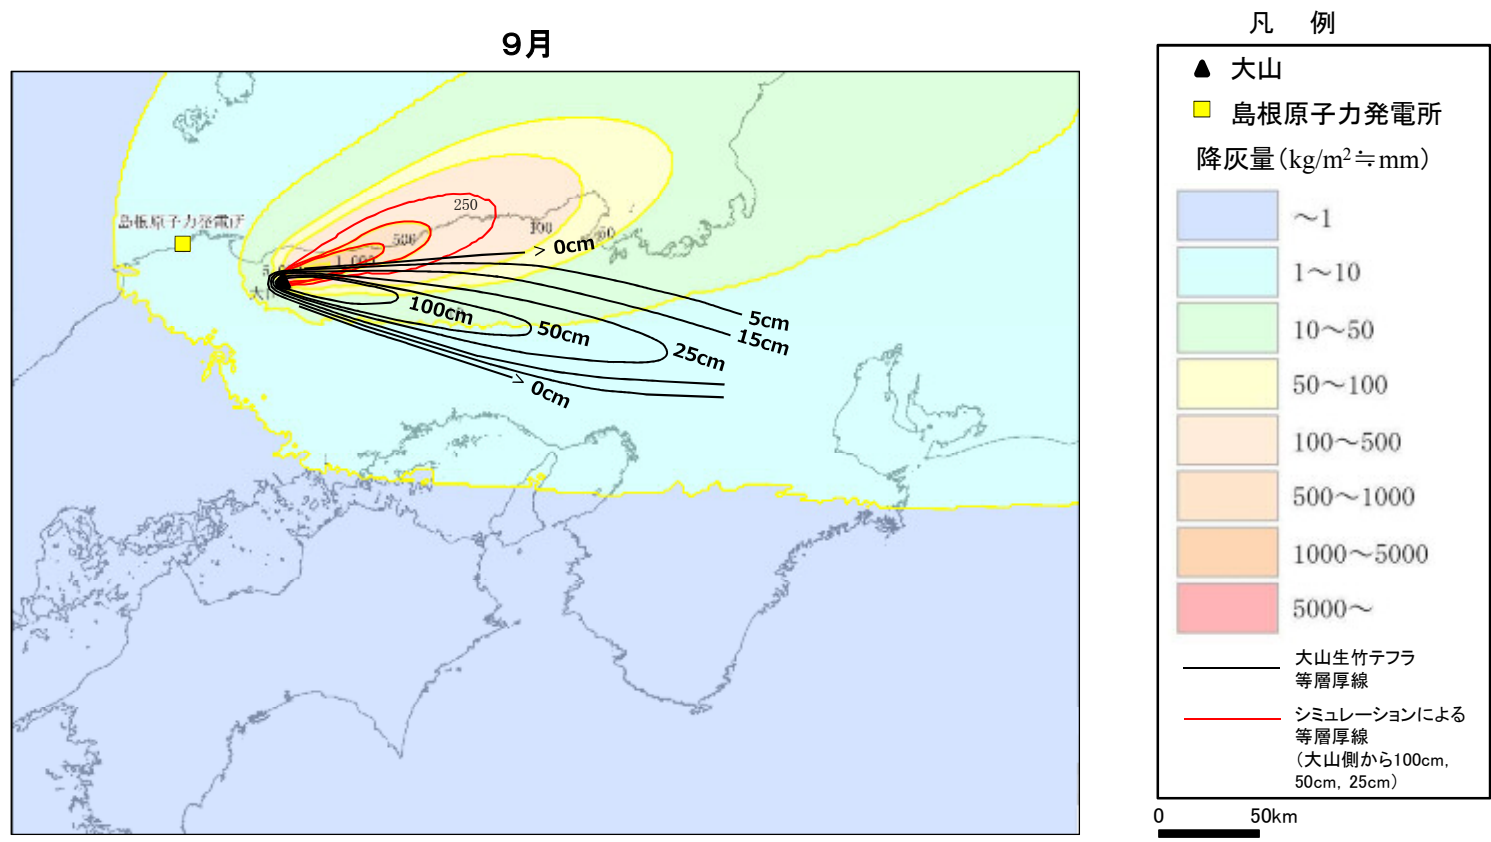 9月
島根原子力発電所
250
500
100
50
> 0cm
100cm
50cm
25cm
5cm
15cm
> 0cm
凡 例
大山
島根原子力発電所
降灰量(kg/m²≒mm)
～1
1～10
10～50
50～100
100～500
500～1000
1000～5000
5000～
大山生竹テフラ
等層厚線
シミュレーションによる
等層厚線
(大山側から100cm,
50cm, 25cm)
0 50km